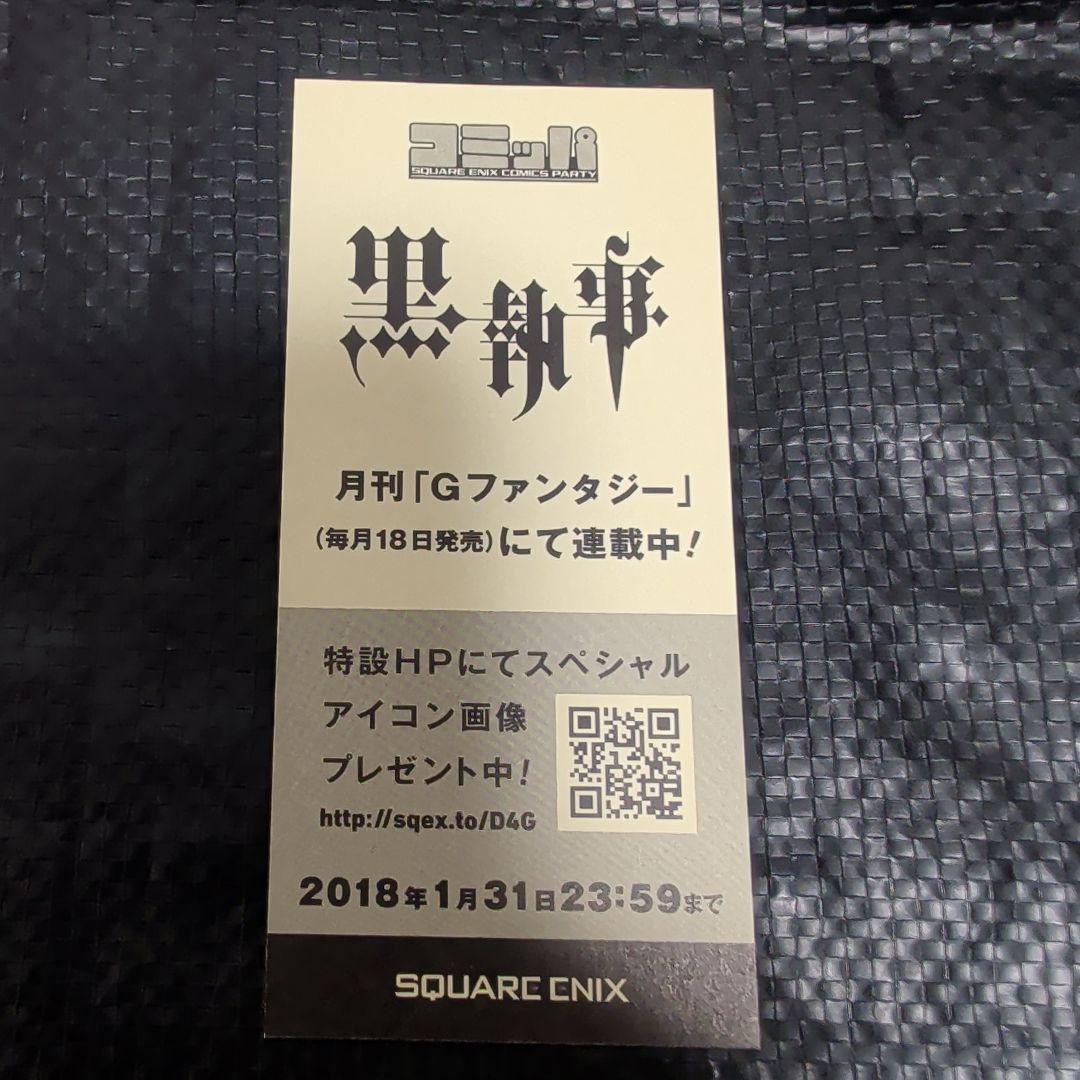 コミッパ
SQUARE ENIX COMICS PARTY
黒執事
月刊「Gファンタジー」
(毎月18日発売)にて連載中!
特設HPにてスペシャル
アイコン画像
プレゼント中!
http://sqex.to/D4G
2018年1月31日23:59まで
SQUARE ENIX